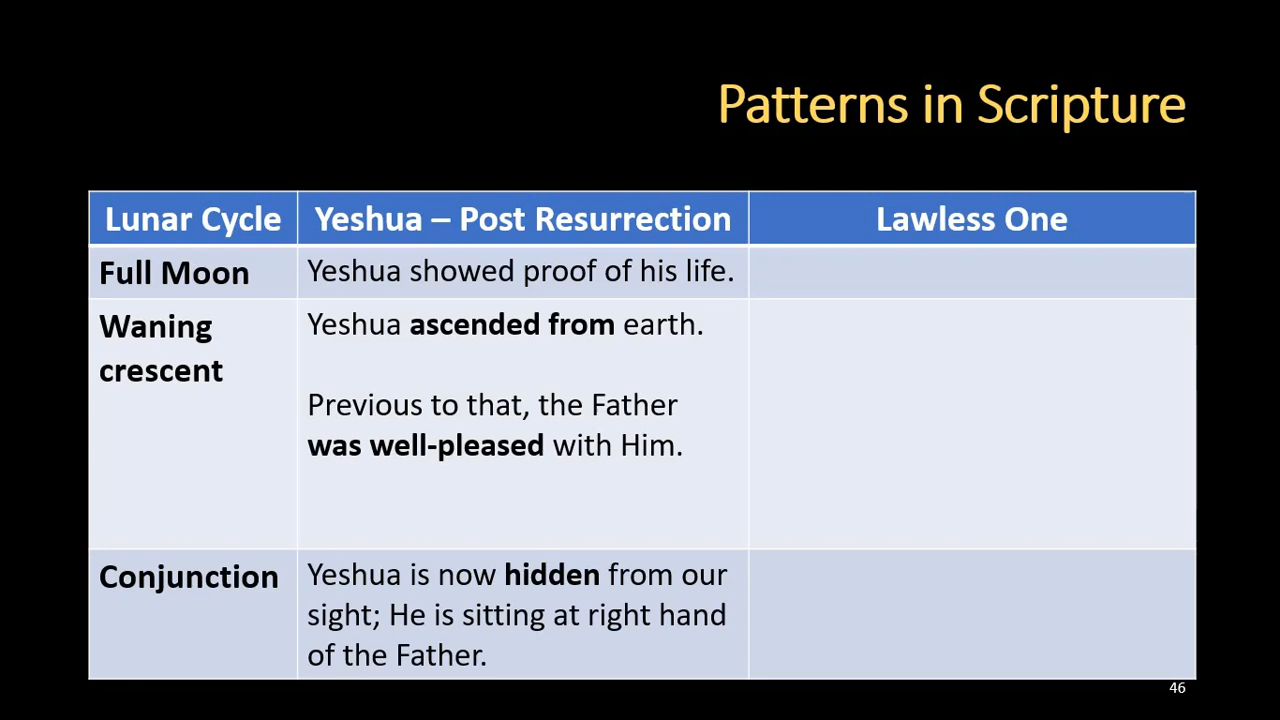 Patterns in Scripture
Lunar Cycle
Yeshua – Post Resurrection
Lawless One
Full Moon
Yeshua showed proof of his life.
Waning
crescent
Yeshua ascended from earth.
Previous to that, the Father
was well-pleased with Him.
Conjunction
Yeshua is now hidden from our
sight; He is sitting at right hand
of the Father.
46